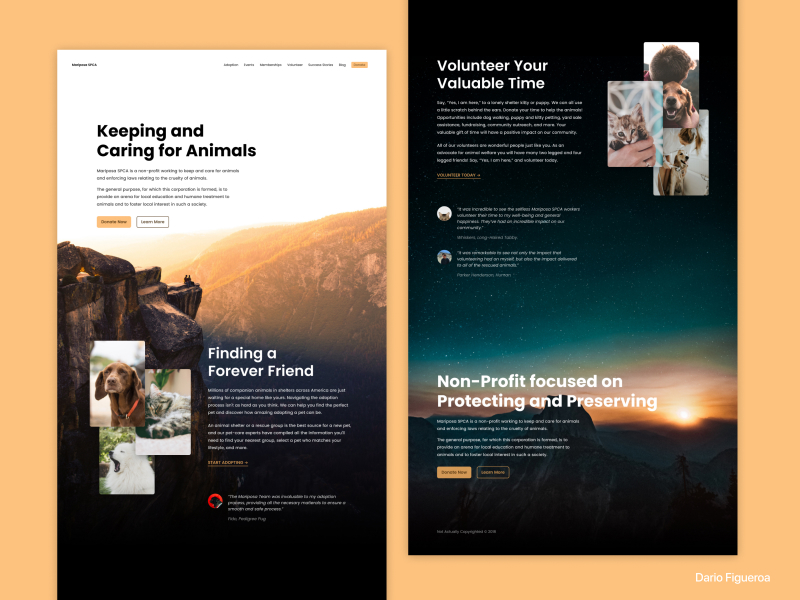 Mariposa SPCA
Adoption Events Memberships Volunteer Success Stories Blog Donate
Keeping and
Caring for Animals
Mariposa SPCA is a non-profit working to keep and care for animals
and enforcing laws relating to the cruelty of animals.
The general purpose, for which this corporation is formed, is to
provide an arena for local education and humane treatment to
animals and to foster local interest in such a society.
Donate Now Learn More
Finding a
Forever Friend
Millions of companion animals in shelters across America are just
waiting for a special home like yours. Navigating the adoption
process isn't as hard as you think. We can help you find the perfect
pet and discover how amazing adopting a pet can be.
An animal shelter or a rescue group is the best source for a new pet,
and our pet-care experts have compiled all the information you'll
need to find your nearest group, select a pet who matches your
lifestyle, and more.
START ADOPTING →
"The Mariposa Team was invaluable to my adoption
process, providing all the necesary materials to ensure a
smooth and safe process."
Fido, Pedigree Pug
Volunteer Your
Valuable Time
Say, "Yes, I am here," to a lonely shelter kitty or puppy. We can all use
a little scratch behind the ears. Donate your time to help the animals!
Opportunities include dog walking, puppy and kitty petting, yard sale
assistance, fundraising, community outreach, and more. Your
valuable gift of time will have a positive impact on our community.
All of our volunteers are wonderful people just like you. As an
advocate for animal welfare you will have many two legged and four
legged friends! Say, "Yes, I am here," and volunteer today.
VOLUNTEER TODAY →
"It was incredible to see the selfless Mariposa SPCA workers
volunteer their time to my well-being and general
happiness. They've had an incredible impact on our
community."
Whiskers, Long-Haired Tabby
"It was remarkable to see not only the impact that
volunteering had on myself, but also the impact delivered
to all of the rescued animals."
Parker Henderson, Human
Non-Profit focused on
Protecting and Preserving
Mariposa SPCA is a non-profit working to keep and care for animals
and enforcing laws relating to the cruelty of animals.
The general purpose, for which this corporation is formed, is to
provide an arena for local education and humane treatment to
animals and to foster local interest in such a society.
Donate Now Learn More
Not Actually Copyrighted © 2019
Dario Figueroa